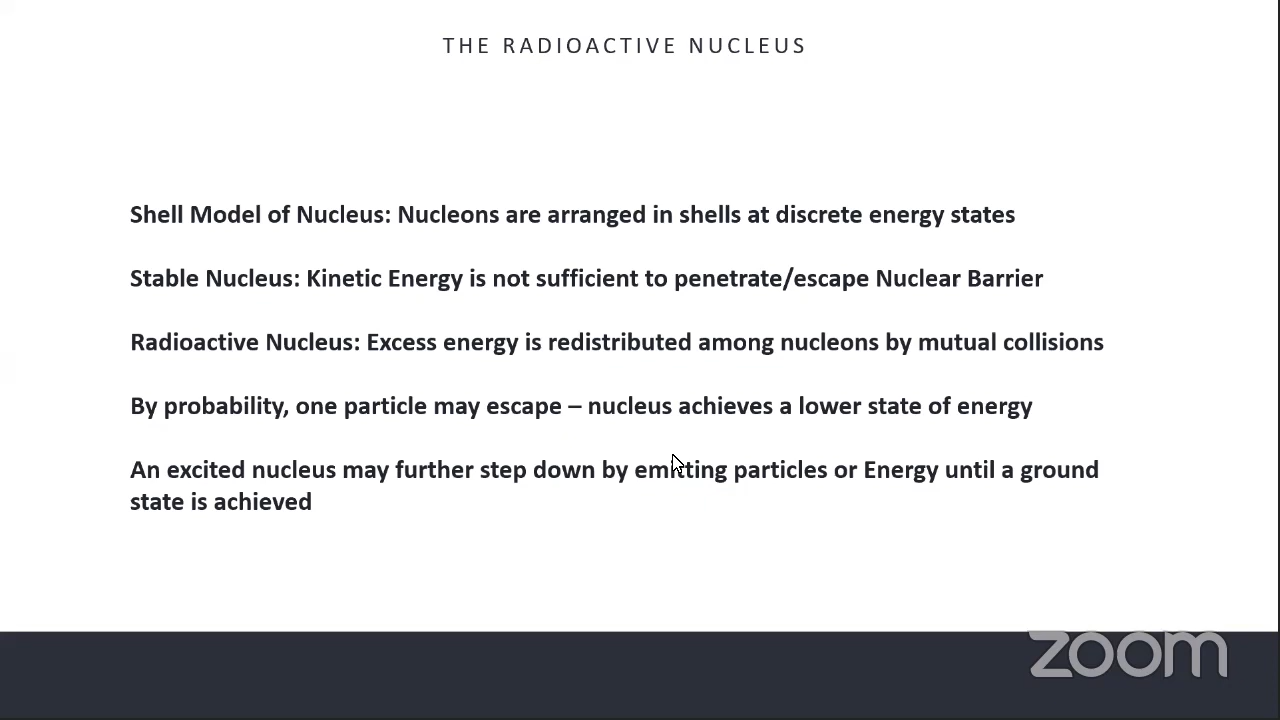 THE RADIOACTIVE NUCLEUS
Shell Model of Nucleus: Nucleons are arranged in shells at discrete energy states
Stable Nucleus: Kinetic Energy is not sufficient to penetrate/escape Nuclear Barrier
Radioactive Nucleus: Excess energy is redistributed among nucleons by mutual collisions
By probability, one particle may escape – nucleus achieves a lower state of energy
An excited nucleus may further step down by emitting particles or Energy until a ground
state is achieved
zoom